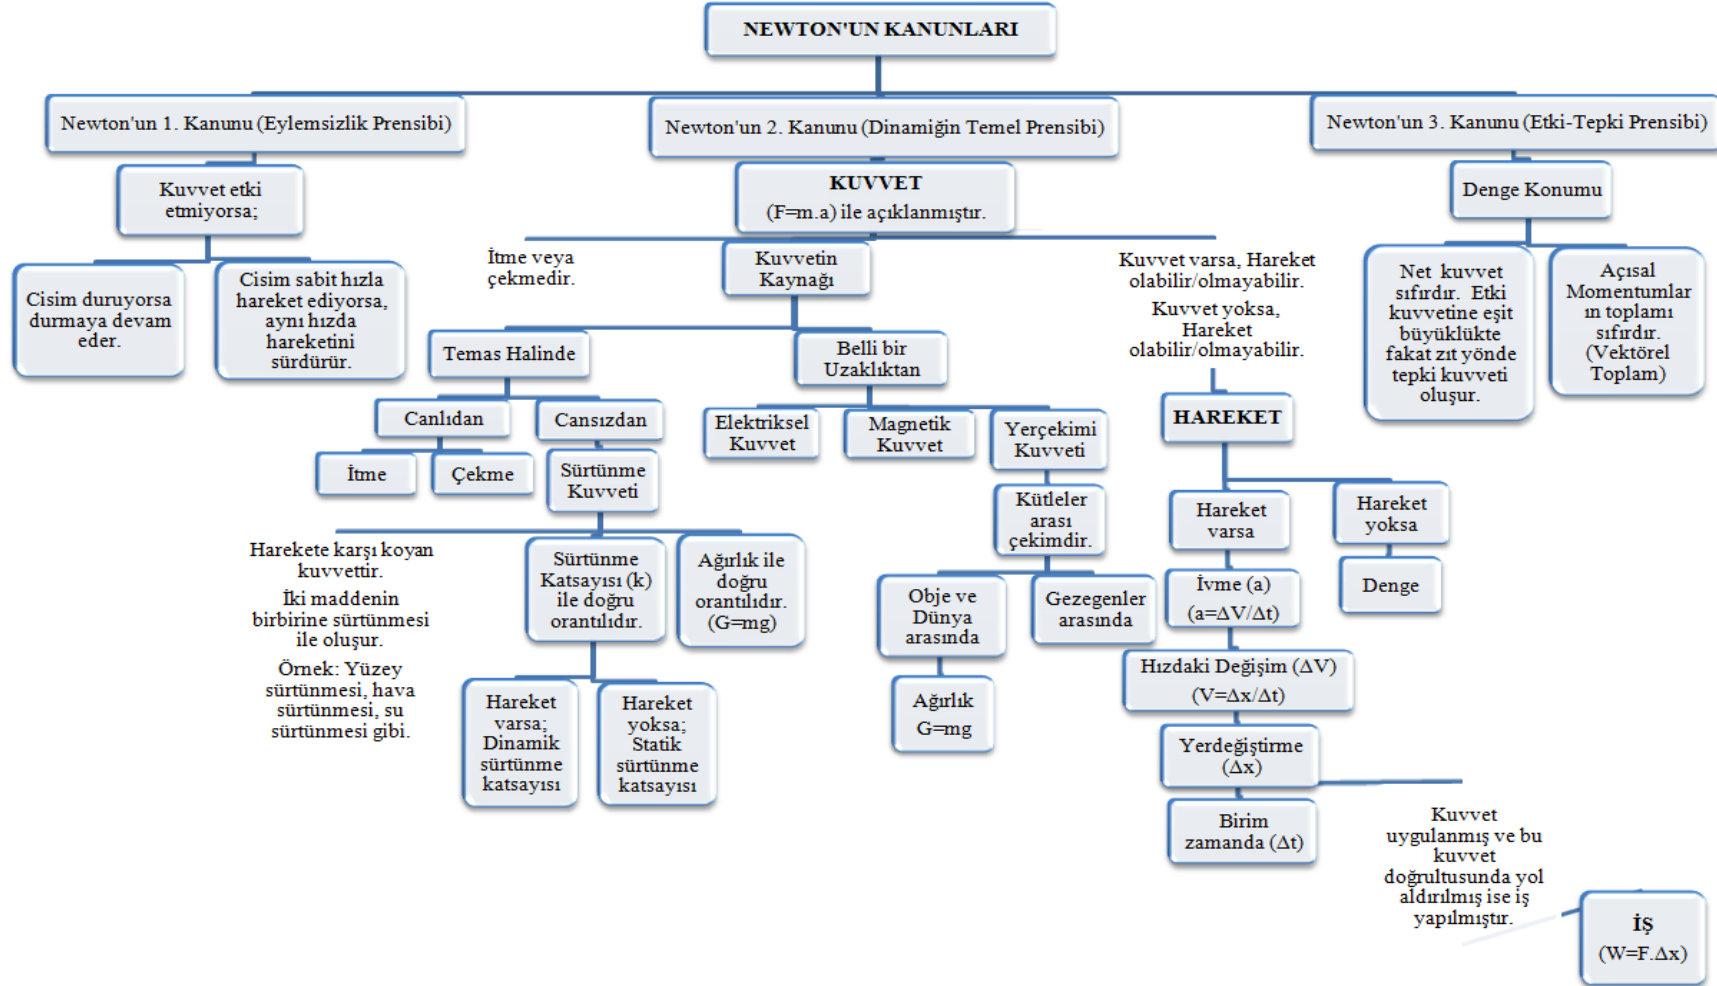 NEWTON'UN KANUNLARI
Newton'un 1. Kanunu (Eylemsizlik Prensibi)
Kuvvet etki
etmiyorsa;
Cisim duruyorsa
durmaya devam
eder.
Cisim sabit hızla
hareket ediyorsa,
aynı hızda
hareketini
sürdürür.
Newton'un 2. Kanunu (Dinamiğin Temel Prensibi)
KUVVET
(F=m.a) ile açıklanmıştır.
İtme veya
çekmedir.
Kuvvetin
Kaynağı
Temas Halinde
Canlıdan
İtme
Çekme
Cansızdan
Sürtünme
Kuvveti
Harekete karşı koyan
kuvvettir.
İki maddenin
birbirine sürtünmesi
ile oluşur.
Örnek: Yüzey
sürtünmesi, hava
sürtünmesi, su
sürtünmesi gibi.
Sürtünme
Katsayısı (k)
ile doğru
orantılıdır.
Hareket
varsa;
Dinamik
sürtünme
katsayısı
Hareket
yoksa;
Statik
sürtünme
katsayısı
Ağırlık ile
doğru
orantılıdır.
(G=mg)
Belli bir
Uzaklıktan
Elektriksel
Kuvvet
Magnetik
Kuvvet
Yerçekimi
Kuvveti
Kütleler
arası
çekimdir.
Obje ve
Dünya
arasında
Ağırlık
G=mg
Gezegenler
arasında
Kuvvet varsa, Hareket
olabilir/olmayabilir.
Kuvvet yoksa,
Hareket
olabilir/olmayabilir.
HAREKET
Hareket
varsa
İvme (a)
(a=ΔV/Δt)
Hızdaki Değişim (ΔV)
(V=Δx/Δt)
Yerdeğiştirme
(Δx)
Birim
zamanda (Δt)
Kuvvet
uygulanmış ve bu
kuvvet
doğrultusunda yol
aldırılmış ise iş
yapılmıştır.
İŞ
(W=F.Δx)
Hareket
yoksa
Denge
Newton'un 3. Kanunu (Etki-Tepki Prensibi)
Denge Konumu
Net kuvvet
sıfırdır. Etki
kuvvetine eşit
büyüklükte
fakat zıt yönde
tepki kuvveti
oluşur.
Açısal
Momentumlar
ın toplamı
sıfırdır.
(Vektörel
Toplam)